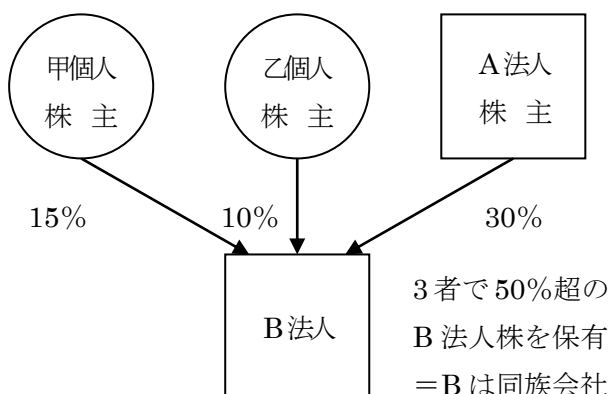 甲個人
株 主
乙個人
株 主
A法人
株 主
15%
10%
30%
B法人
3者で50%超の
B法人株を保有
=Bは同族会社